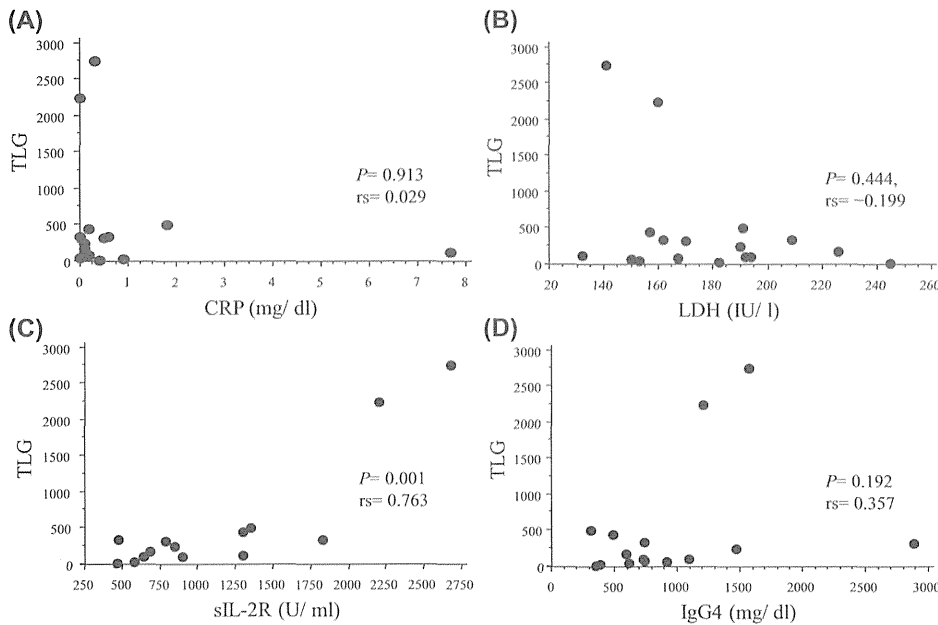 (A)
3000
2500
2000
1500
1000
500
0
TLG
P= 0.913
rs= 0.029
0 1 2 3 4 5 6 7 8
CRP (mg/ dl)
(B)
3000
2500
2000
1500
1000
500
0
TLG
P= 0.444,
rs= −0.199
120 140 160 180 200 220 240 260
LDH (IU/ l)
(C)
3000
2500
2000
1500
1000
500
0
TLG
P= 0.001
rs= 0.763
250 500 750 1000 1250 1500 1750 2000 2250 2500 2750
sIL-2R (U/ ml)
(D)
3000
2500
2000
1500
1000
500
0
TLG
P= 0.192
rs= 0.357
0 500 1000 1500 2000 2500 3000
IgG4 (mg/ dl)